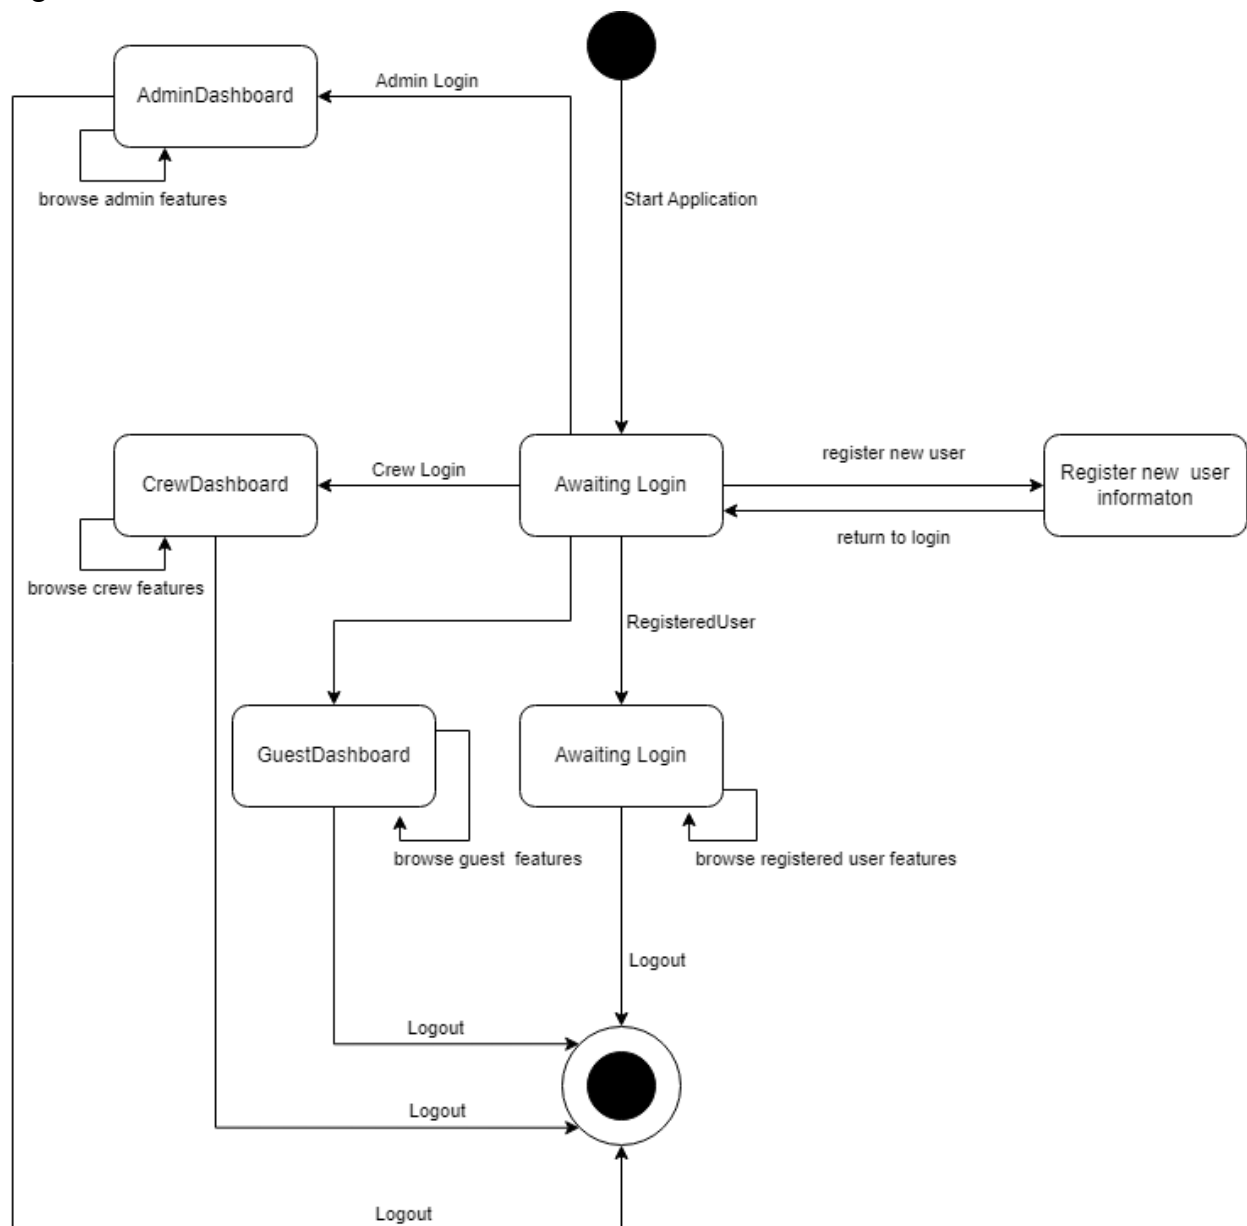 AdminDashboard
Admin Login
browse admin features
Start Application
CrewDashboard
Crew Login
Awaiting Login
register new user
Register new  user
informaton
return to login
browse crew features
RegisteredUser
GuestDashboard
Awaiting Login
browse guest  features
browse registered user features
Logout
Logout
Logout
Logout